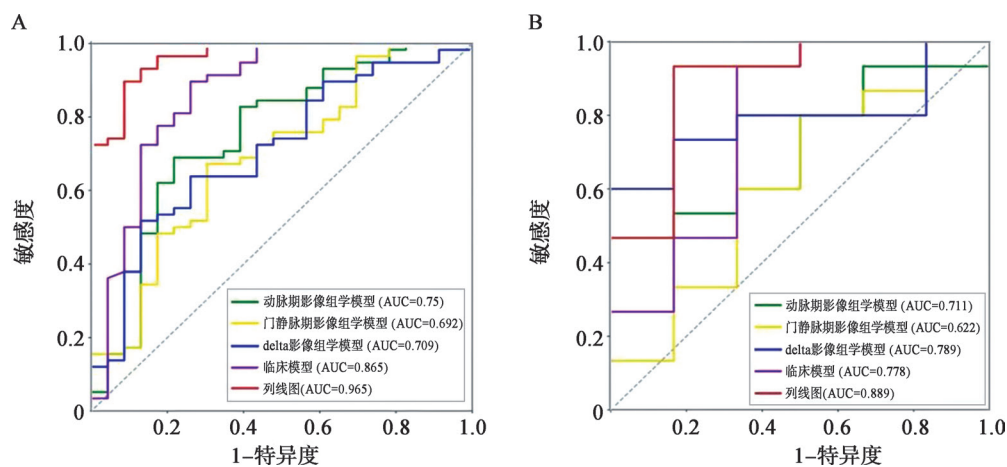 A
1.0
0.8
0.6
0.4
0.2
0
敏感度
动脉期影像组学模型 (AUC=0.75)
门静脉期影像组学模型 (AUC=0.692)
delta影像组学模型 (AUC=0.709)
临床模型 (AUC=0.865)
列线图(AUC=0.965)
0.2
0.4
0.6
0.8
1.0
1-特异度
B
1.0
0.8
0.6
0.4
0.2
0
敏感度
动脉期影像组学模型 (AUC=0.711)
门静脉期影像组学模型 (AUC=0.622)
delta影像组学模型 (AUC=0.789)
临床模型 (AUC=0.778)
列线图(AUC=0.889)
0.2
0.4
0.6
0.8
1.0
1-特异度